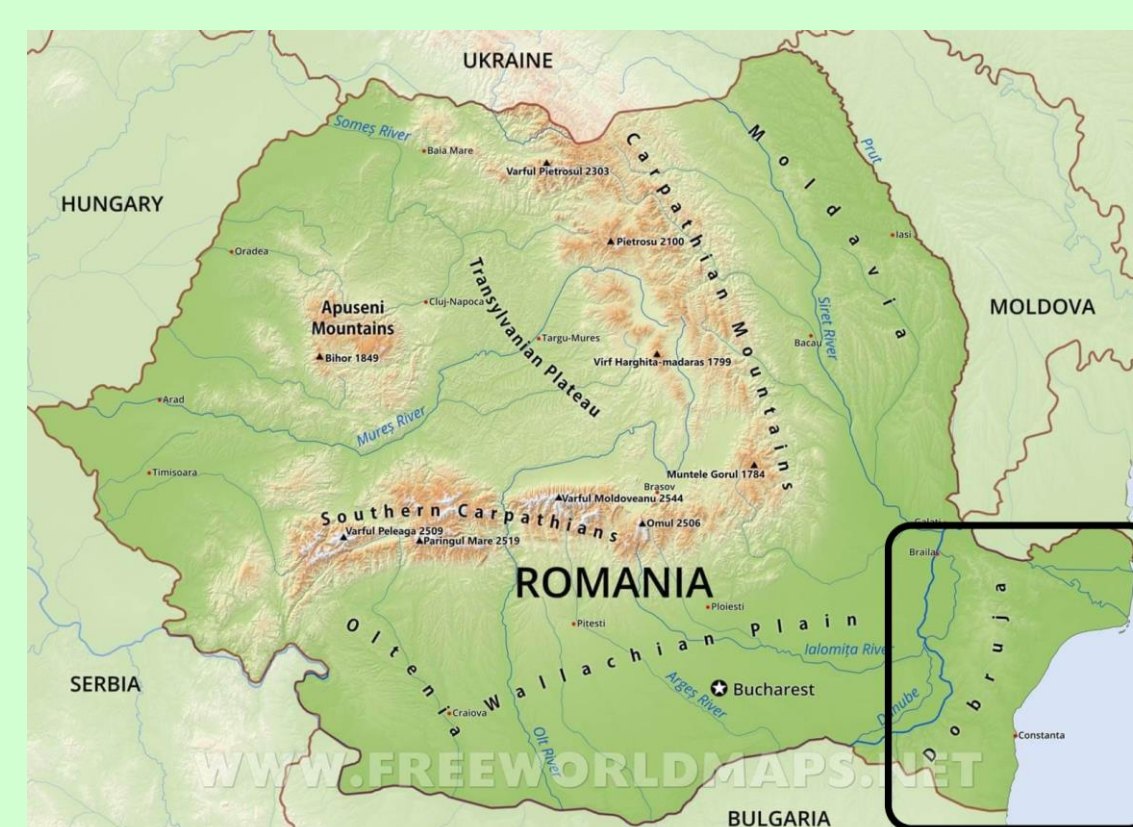 UKRAINE
Someș River
Baia Mare
Varful Pietrosul 2303
Carpathian Mountains
Moldavia
Prut
HUNGARY
Iasi
Pietrosu 2100
Oradea
Transylvanian Plateau
Cluj-Napoca
Apuseni
Mountains
Siret River
MOLDOVA
Targu-Mures
Bacau
Bihor 1849
Virf Harghita-madaras 1799
Arad
Mureș River
Timisoara
Muntele Gorul 1784
Brașov
Varful Moldoveanu 2544
Southern Carpathians
Omul 2506
Varful Peleaga 2509
Paringul Mare 2519
Braila
ROMANIA
Dobruja
Ploiesti
Pitesti
Oltenia
Wallachian Plain
Ialomița River
SERBIA
Argeș River
Bucharest
Danube
Craiova
Constanta
Olt River
WWW.FREEWORLDMAPS.NET
BULGARIA